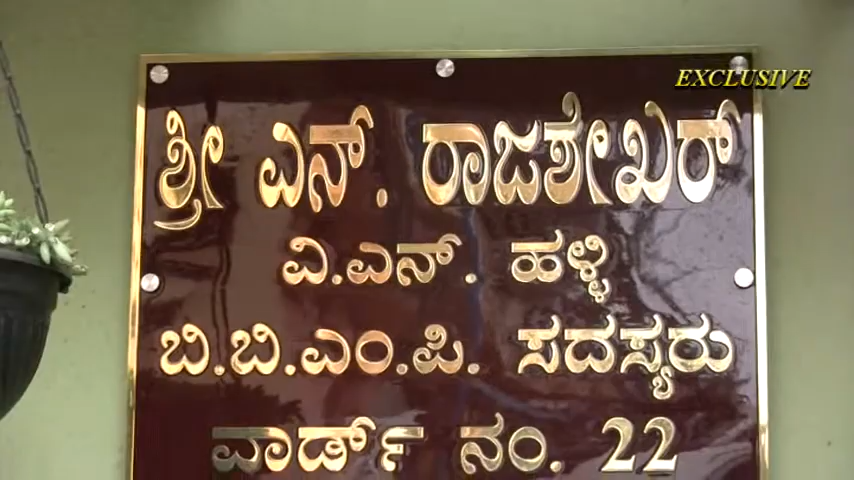 EXCLUSIVE
ಶ್ರೀ ಎನ್. ರಾಜಶೇಖರ್
ವಿ.ಎನ್. ಹಳ್ಳಿ
ಬಿ.ಬಿ.ಎಂ.ಪಿ. ಸದಸ್ಯರು
ವಾರ್ಡ್ ನಂ. 22